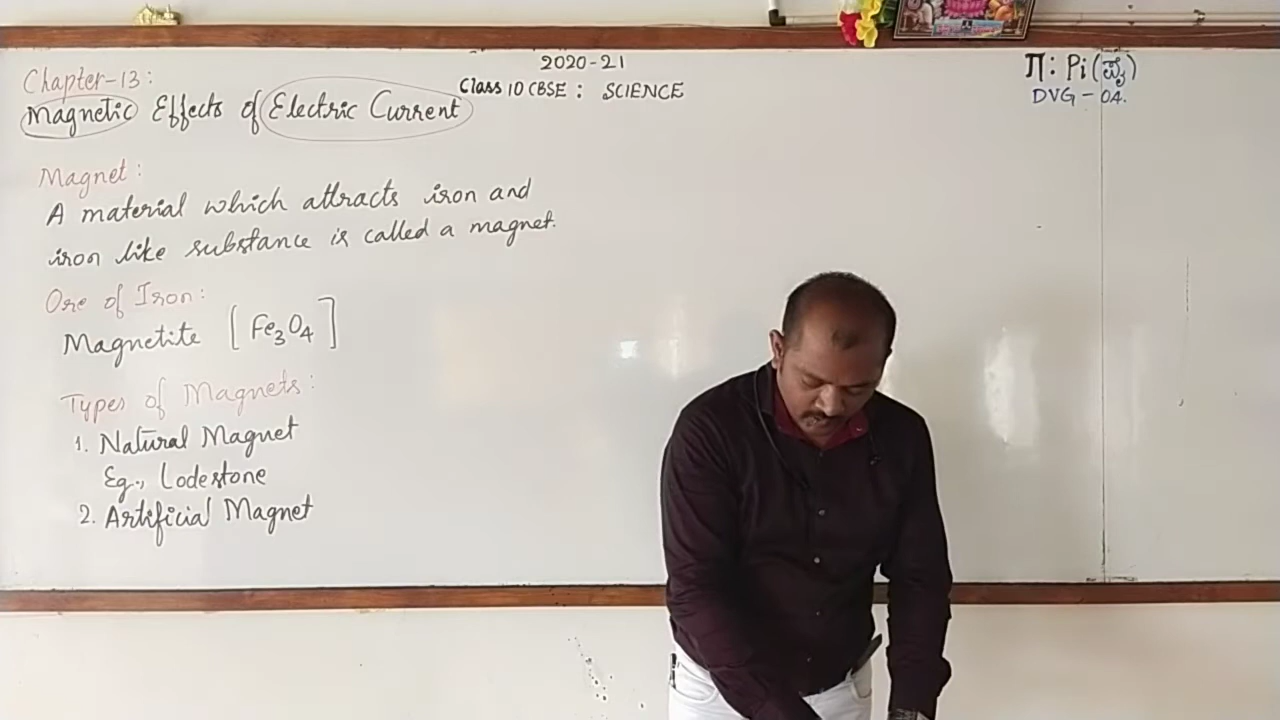 2020-21
Class 10 CBSE : SCIENCE
Π: Pi (ಪೈ)
DVG - 04.
Chapter-13:
Magnetic Effects of Electric Current
Magnet:
A material which attracts iron and
iron like substance is called a magnet.
Ore of Iron:
Magnetite [Fe₃O₄]
Types of Magnets:
1. Natural Magnet
Eg., Lodestone
2. Artificial Magnet